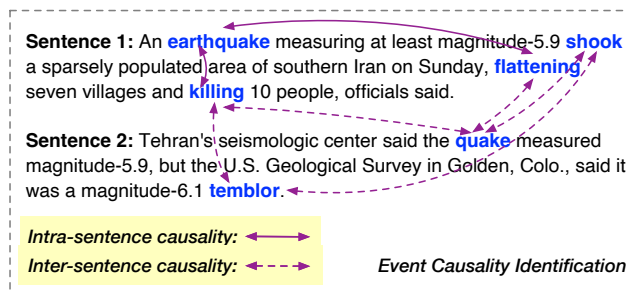 Sentence 1: An earthquake measuring at least magnitude-5.9 shook
a sparsely populated area of southern Iran on Sunday, flattening
seven villages and killing 10 people, officials said.
Sentence 2: Tehran's seismologic center said the quake measured
magnitude-5.9, but the U.S. Geological Survey in Golden, Colo., said it
was a magnitude-6.1 temblor.
Intra-sentence causality:
Inter-sentence causality: Event Causality Identification